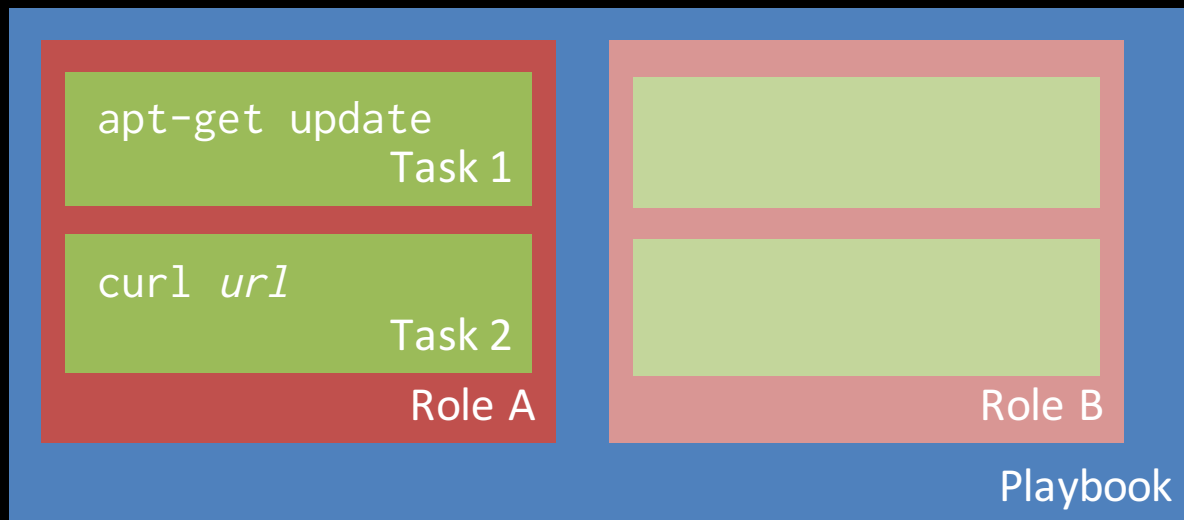 apt-get update
Task 1
curl url
Task 2
Role A
Role B
Playbook